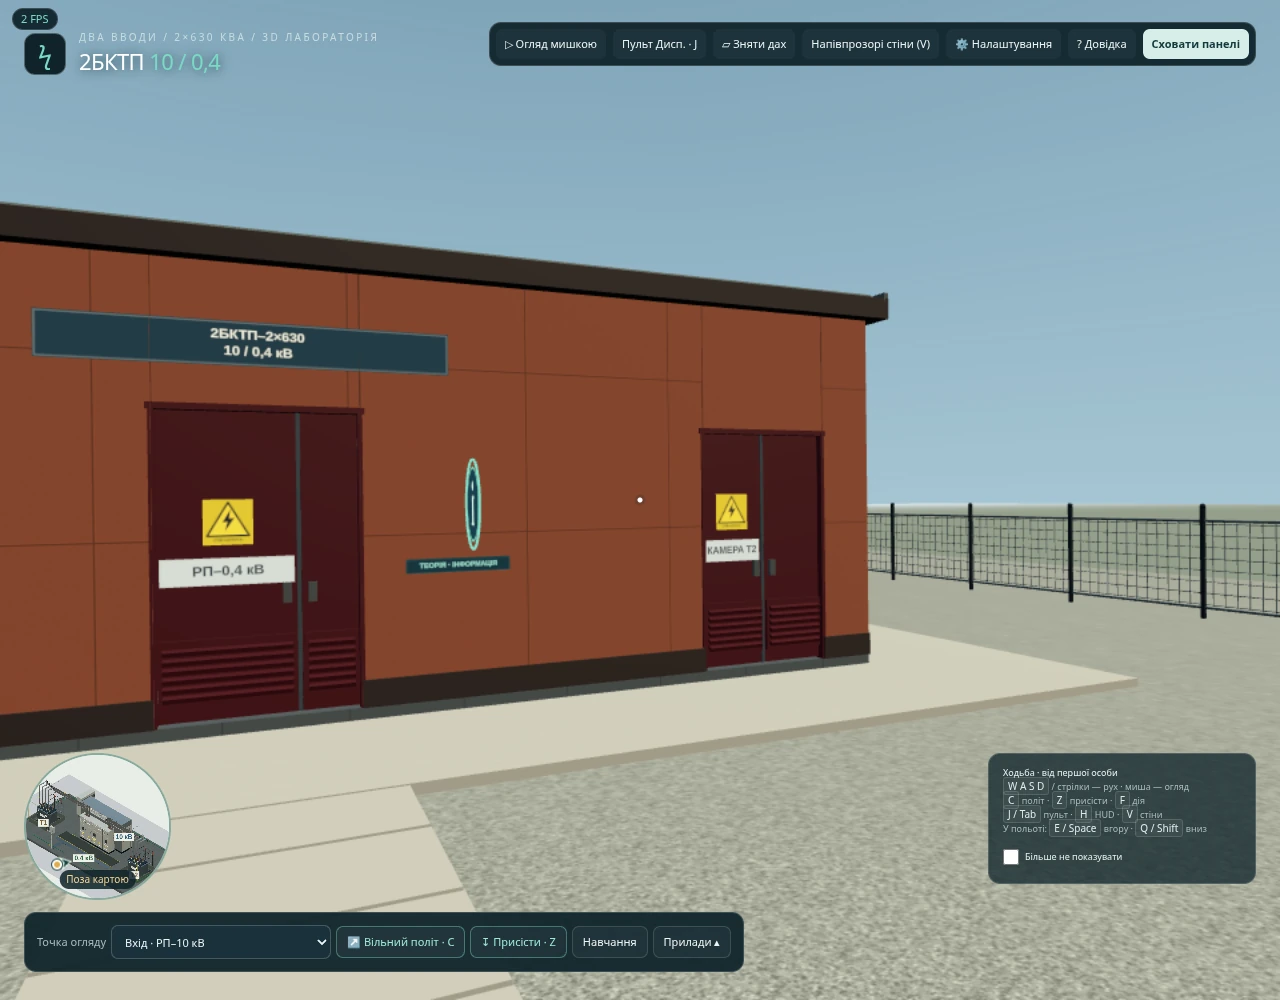 2 FPS
ДВА ВВОДИ / 2×630 КВА / 3D ЛАБОРАТОРІЯ
2БКТП 10 / 0,4
▷ Огляд мишкою
Пульт Дисп. · J
▱ Зняти дах
Напівпрозорі стіни (V)
⚙️ Налаштування
? Довідка
Сховати панелі
2БКТП–2×630
10 / 0,4 кВ
РП–0,4 кВ
ТЕОРІЯ · ІНФОРМАЦІЯ
КАМЕРА Т2
Т1
10 кВ
0,4 кВ
Поза картою
Ходьба · від першої особи
W A S D / стрілки — рух · миша — огляд
C політ · Z присісти · F дія
J / Tab пульт · H HUD · V стіни
У польоті: E / Space вгору · Q / Shift вниз
Більше не показувати
Точка огляду
Вхід · РП–10 кВ
↗️ Вільний політ · C
↧ Присісти · Z
Навчання
Прилади ▴